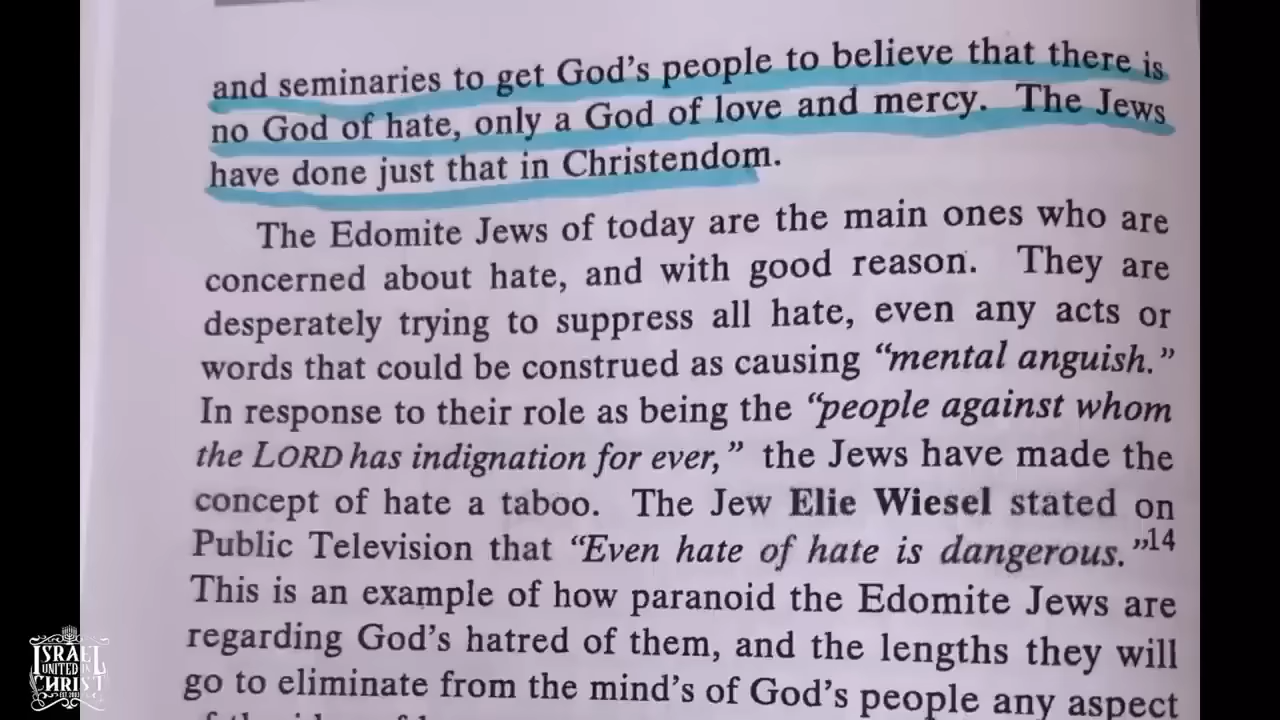 and seminaries to get God's people to believe that there is
no God of hate, only a God of love and mercy. The Jews
have done just that in Christendom.
The Edomite Jews of today are the main ones who are
concerned about hate, and with good reason. They are
desperately trying to suppress all hate, even any acts or
words that could be construed as causing "mental anguish."
In response to their role as being the "people against whom
the LORD has indignation for ever," the Jews have made the
concept of hate a taboo. The Jew Elie Wiesel stated on
Public Television that "Even hate of hate is dangerous."14
This is an example of how paranoid the Edomite Jews are
regarding God's hatred of them, and the lengths they will
go to eliminate from the mind's of God's people any aspect
ISRAEL
UNITED IN
CHRIST